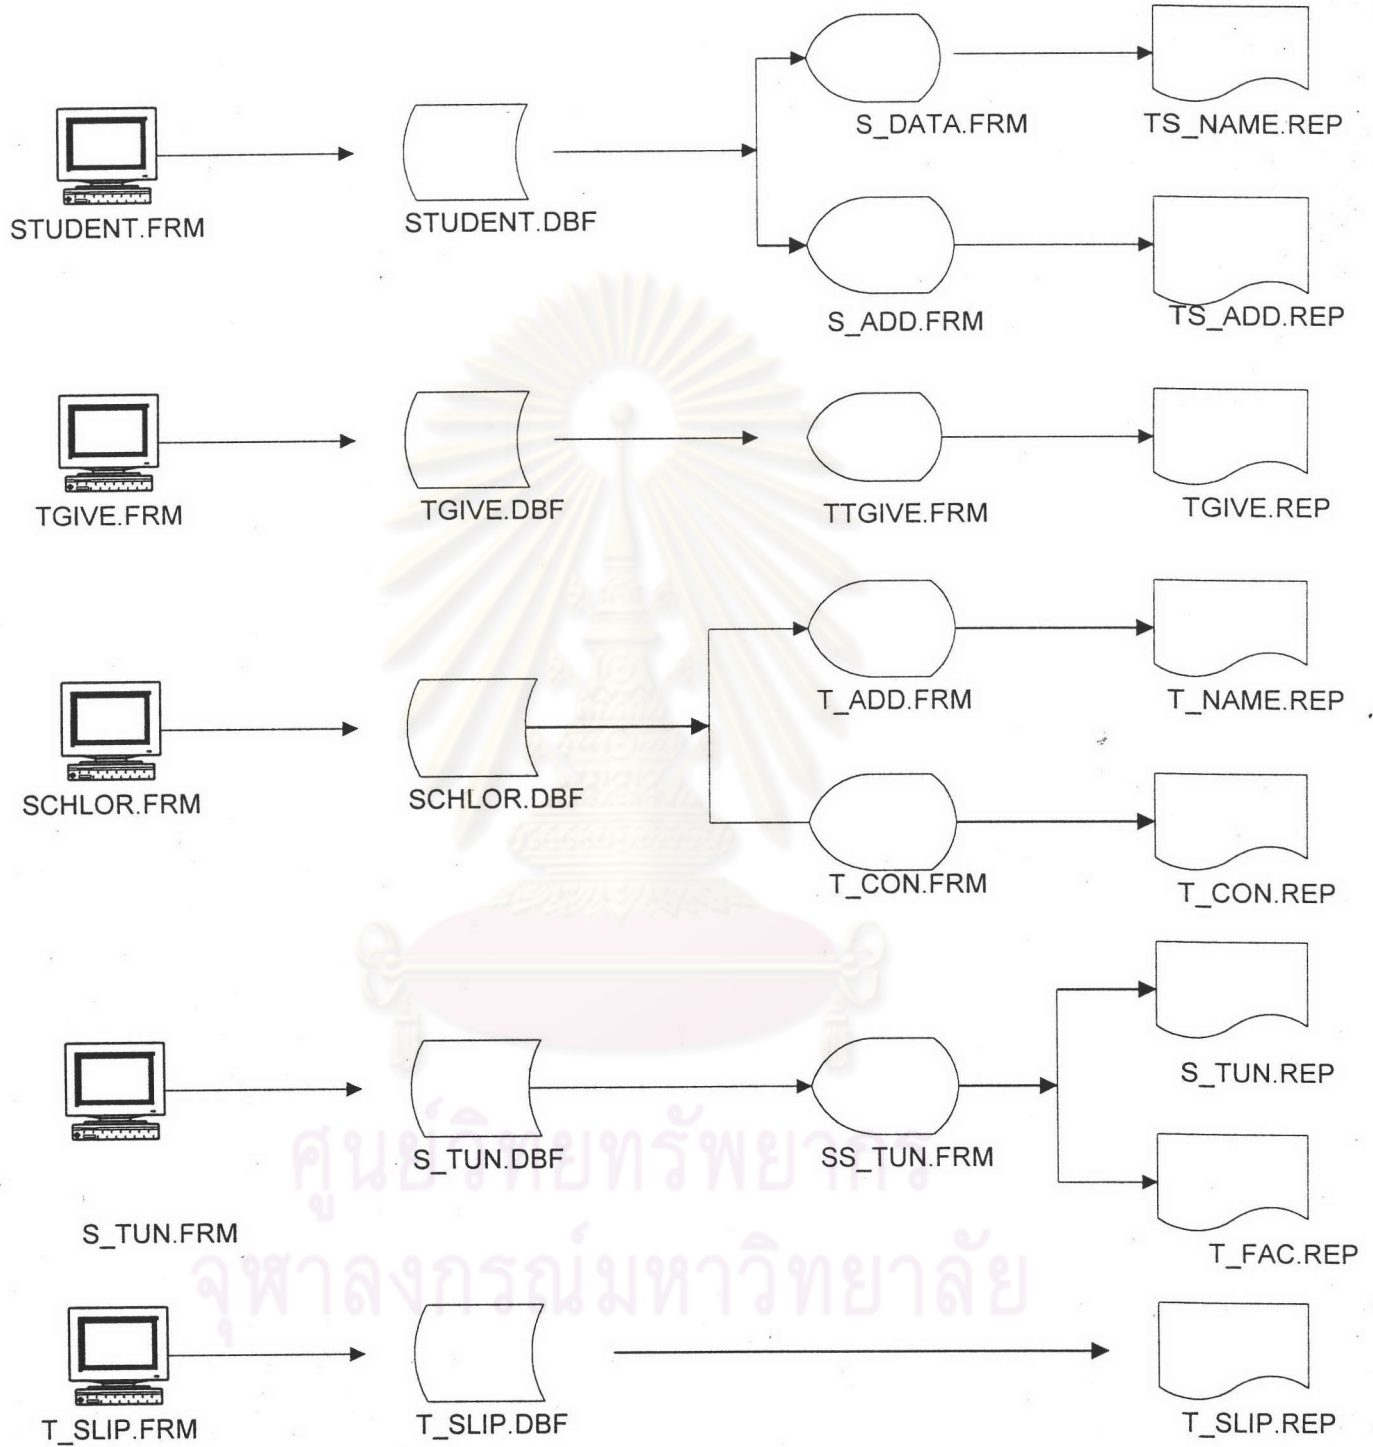 S_DATA.FRM
TS_NAME.REP
STUDENT.FRM
STUDENT.DBF
S_ADD.FRM
TS_ADD.REP
TGIVE.FRM
TGIVE.DBF
TTGIVE.FRM
TGIVE.REP
T_ADD.FRM
T_NAME.REP
SCHLOR.FRM
SCHLOR.DBF
T_CON.FRM
T_CON.REP
S_TUN.REP
S_TUN.DBF
SS_TUN.FRM
ศูนย์วิทยทรัพยากร
S_TUN.FRM
T_FAC.REP
จุฬาลงกรณ์มหาวิทยาลัย
T_SLIP.FRM
T_SLIP.DBF
T_SLIP.REP